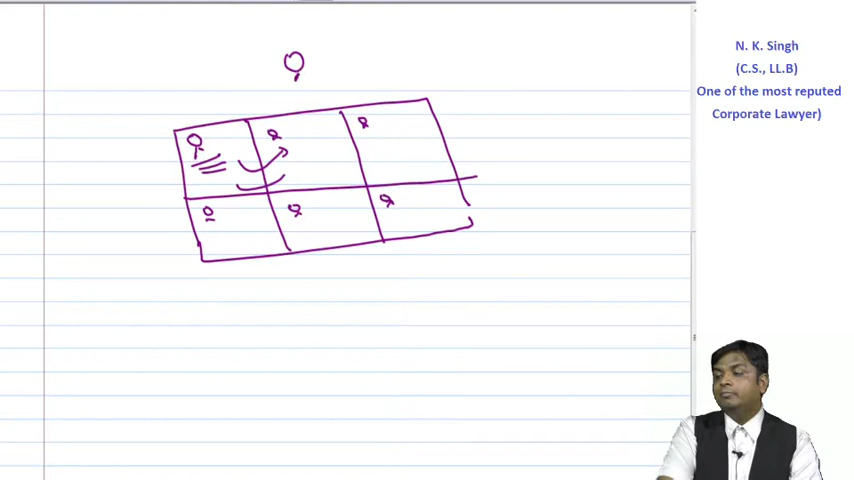 N. K. Singh
(C.S., LL.B)
One of the most reputed
Corporate Lawyer)